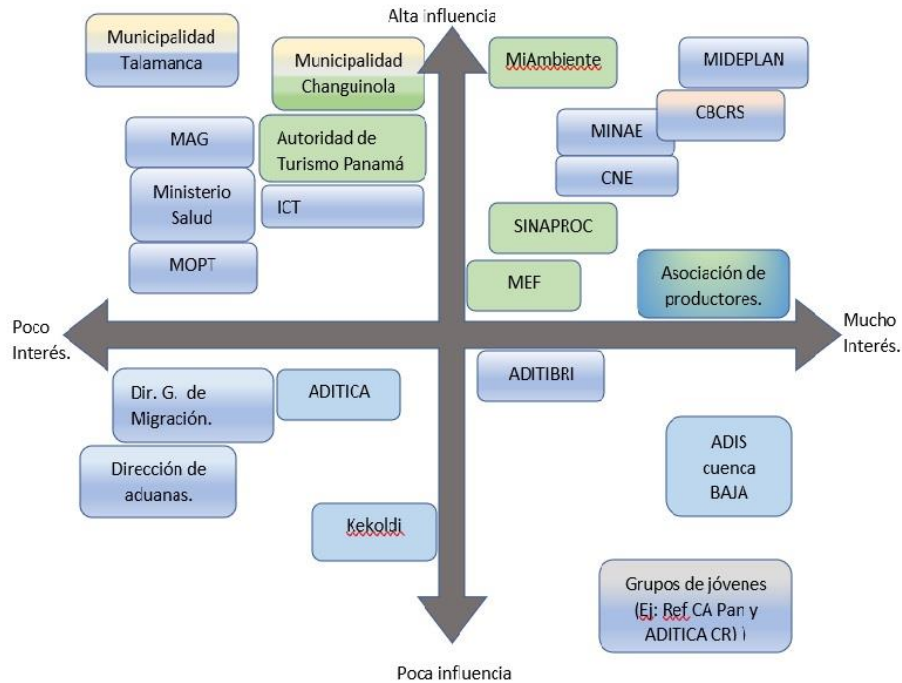 Alta influencia
Municipalidad
Talamanca
Municipalidad
Changuinola
MiAmbiente
MIDEPLAN
CBCRS
MAG
Autoridad de
Turismo Panamá
MINAE
CNE
Ministerio
Salud
ICT
SINAPROC
MOPT
MEF
Asociación de
productores.
Poco
Interés.
Mucho
Interés.
Dir. G. de
Migración.
ADITICA
ADITIBRI
Dirección de
aduanas.
ADIS
cuenca
BAJA
Kekoldi
Grupos de jóvenes
(Ej: Ref CA Pan y
ADITICA CR) )
Poca influencia